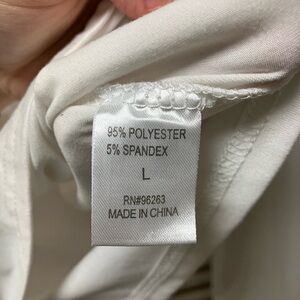 95% POLYESTER
5% SPANDEX
L
RN#96263
MADE IN CHINA